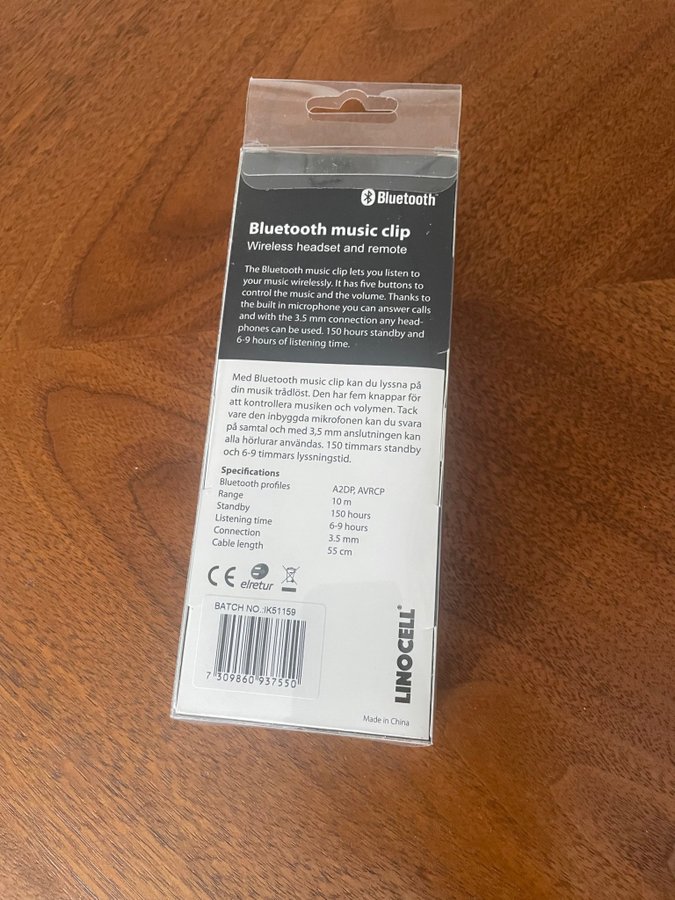 Bluetooth™
Bluetooth music clip
Wireless headset and remote
The Bluetooth music clip lets you listen to
your music wirelessly. It has five buttons to
control the music and the volume. Thanks to
the built in microphone you can answer calls
and with the 3.5 mm connection any head-
phones can be used. 150 hours standby and
6-9 hours of listening time.
Med Bluetooth music clip kan du lyssna på
din musik trådlöst. Den har fem knappar för
att kontrollera musiken och volymen. Tack
vare den inbyggda mikrofonen kan du svara
på samtal och med 3,5 mm anslutningen kan
alla hörlurar användas. 150 timmars standby
och 6-9 timmars lyssningstid.
Specifications
Bluetooth profiles A2DP, AVRCP
Range 10 m
Standby 150 hours
Listening time 6-9 hours
Connection 3.5 mm
Cable length 55 cm
CE elretur
BATCH NO.:IK51159
7 309860 937550
LINOCELL®
Made in China